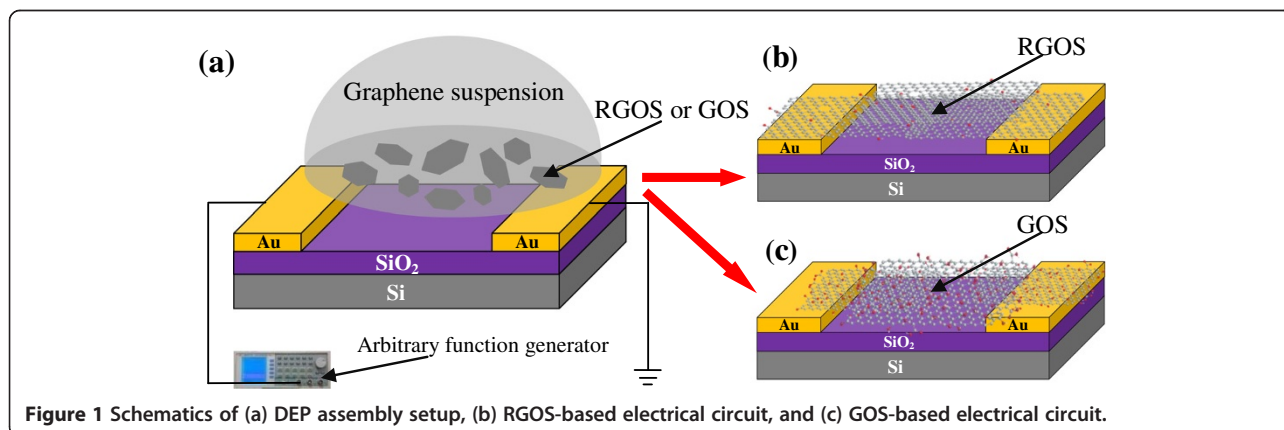 (a)
Graphene suspension
RGOS or GOS
Au
Au
SiO₂
Si
Arbitrary function generator
(b)
RGOS
Au
Au
SiO₂
Si
(c)
GOS
Au
Au
SiO₂
Si
Figure 1 Schematics of (a) DEP assembly setup, (b) RGOS-based electrical circuit, and (c) GOS-based electrical circuit.